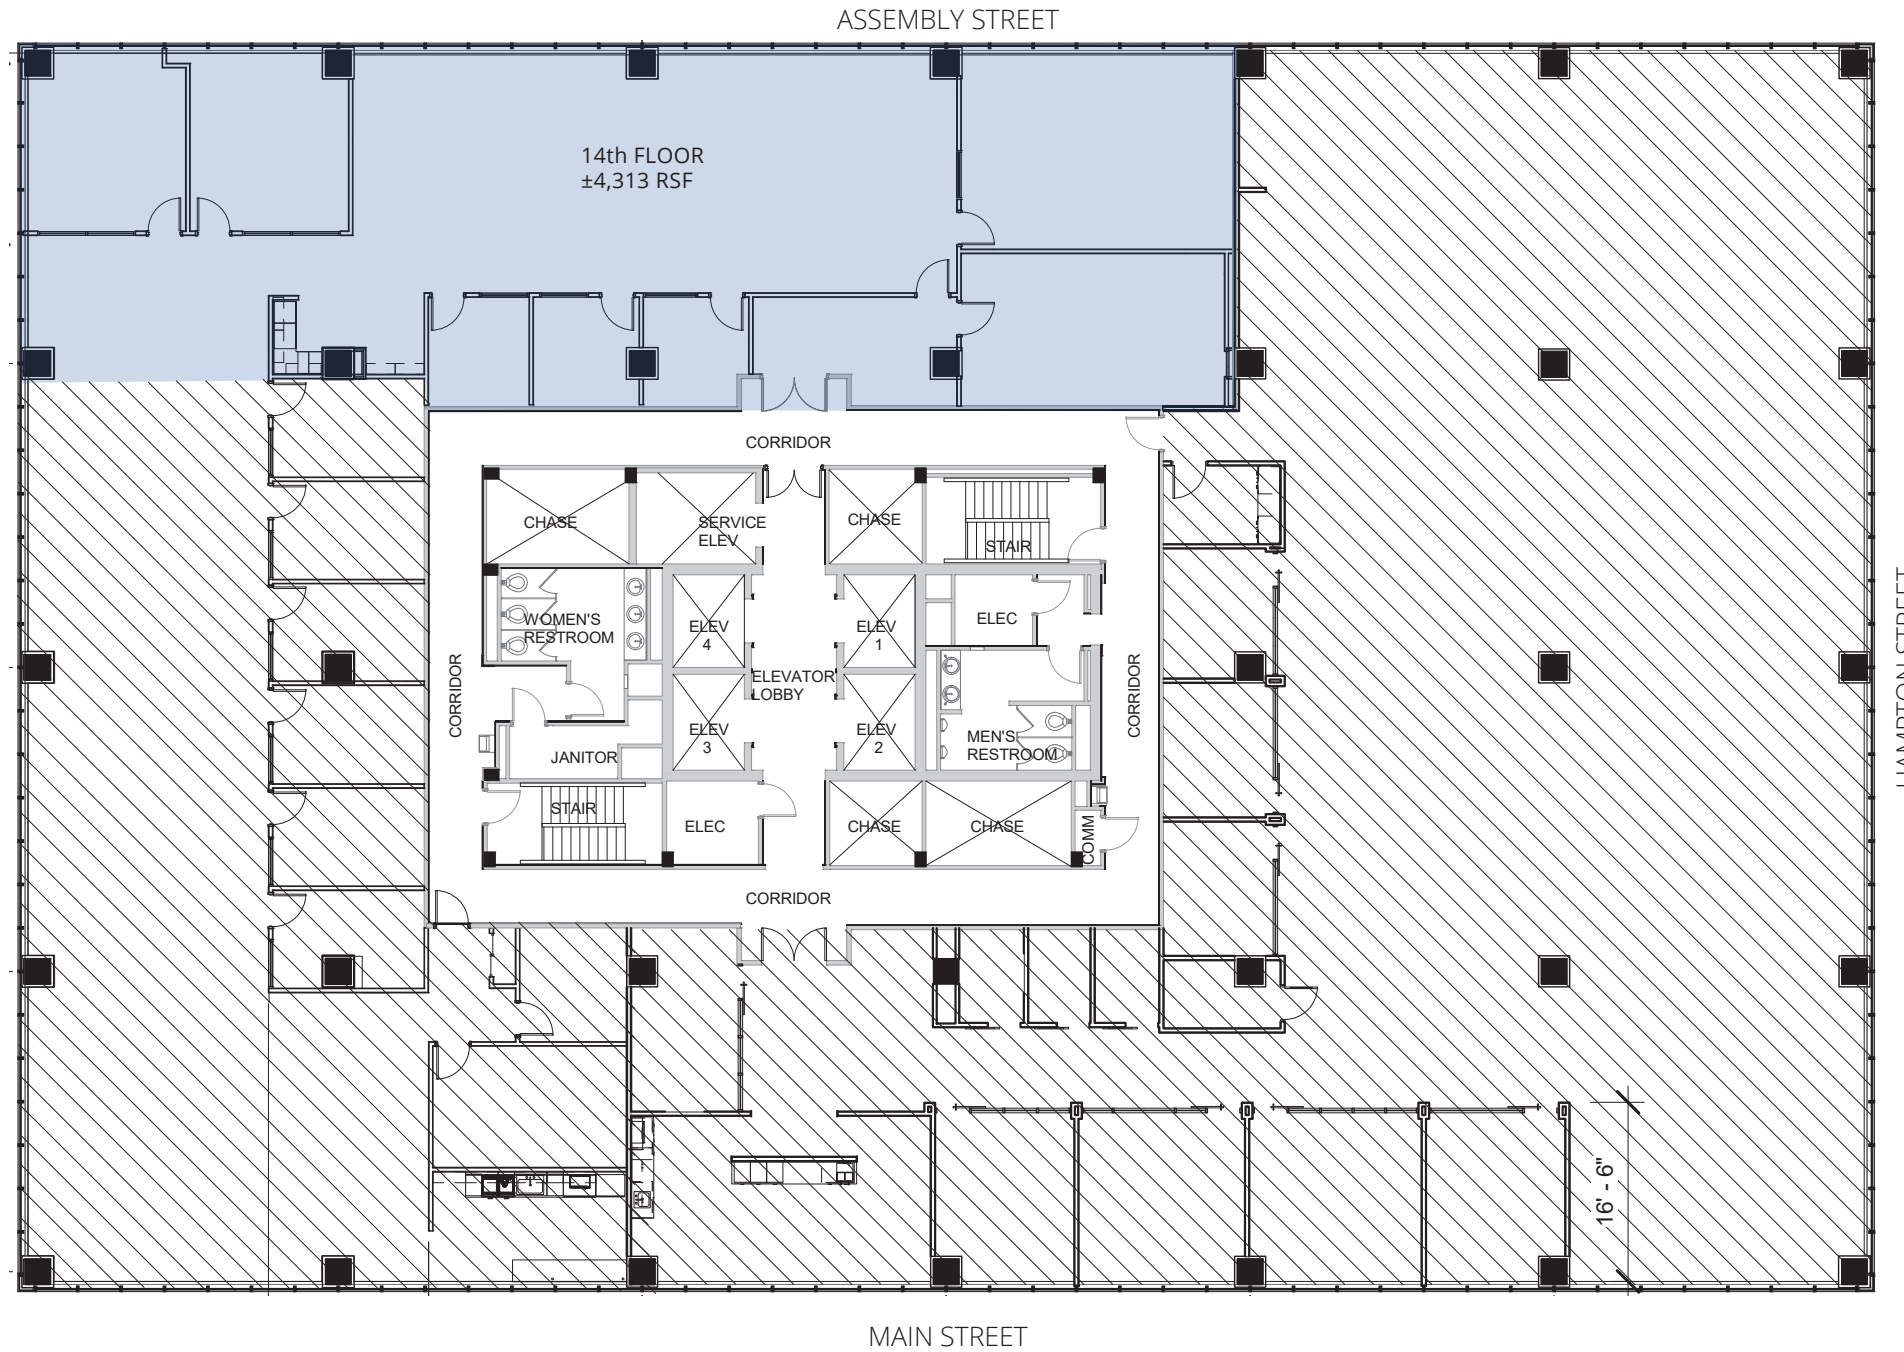 ASSEMBLY STREET
14th FLOOR
±4,313 RSF
CORRIDOR
CHASE
SERVICE
ELEV
CHASE
STAIR
WOMEN'S
RESTROOM
ELEV
4
ELEV
1
ELEC
CORRIDOR
ELEVATOR
LOBBY
CORRIDOR
HAMPTON STREET
ELEV
3
ELEV
2
MEN'S
RESTROOM
JANITOR
STAIR
ELEC
CHASE
CHASE
COMM
CORRIDOR
16' - 6"
MAIN STREET